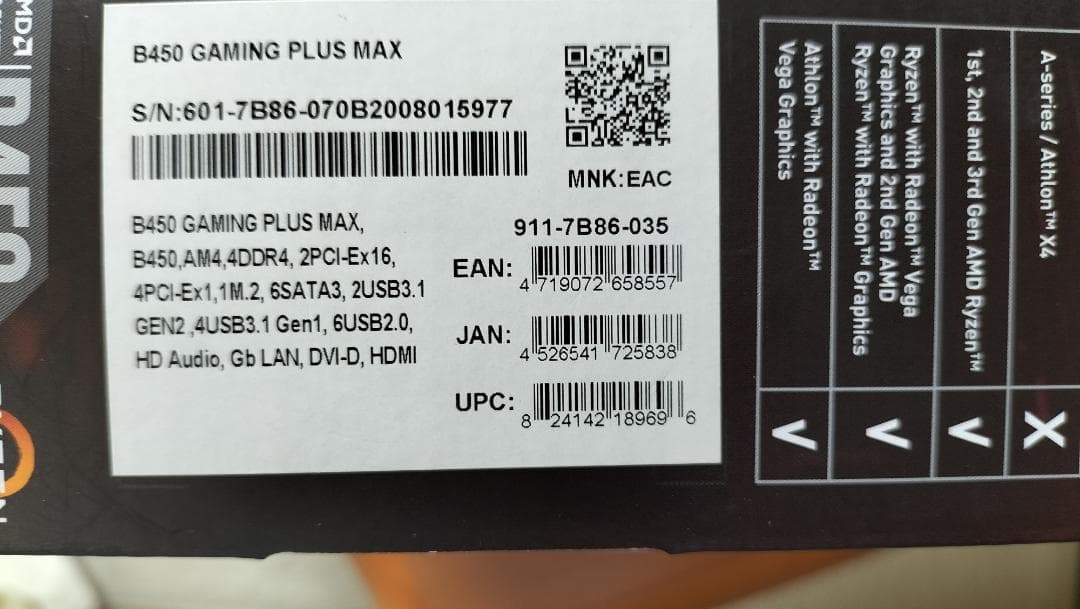 B450 GAMING PLUS MAX
S/N:601-7B86-070B2008015977
MNK:EAC
B450 GAMING PLUS MAX,
B450,AM4,4DDR4, 2PCI-Ex16,
4PCI-Ex1,1M.2, 6SATA3, 2USB3.1
GEN2 ,4USB3.1 Gen1, 6USB2.0,
HD Audio, Gb LAN, DVI-D, HDMI
911-7B86-035
EAN:
4 719072 658557
JAN:
4 526541 725838
UPC:
8 24142 18969 6
A-series / Athlon™ X4
X
1st, 2nd and 3rd Gen AMD Ryzen™
V
Ryzen™ with Radeon™ Vega
Graphics and 2nd Gen AMD
Ryzen™ with Radeon™ Graphics
V
Athlon™ with Radeon™
Vega Graphics
V